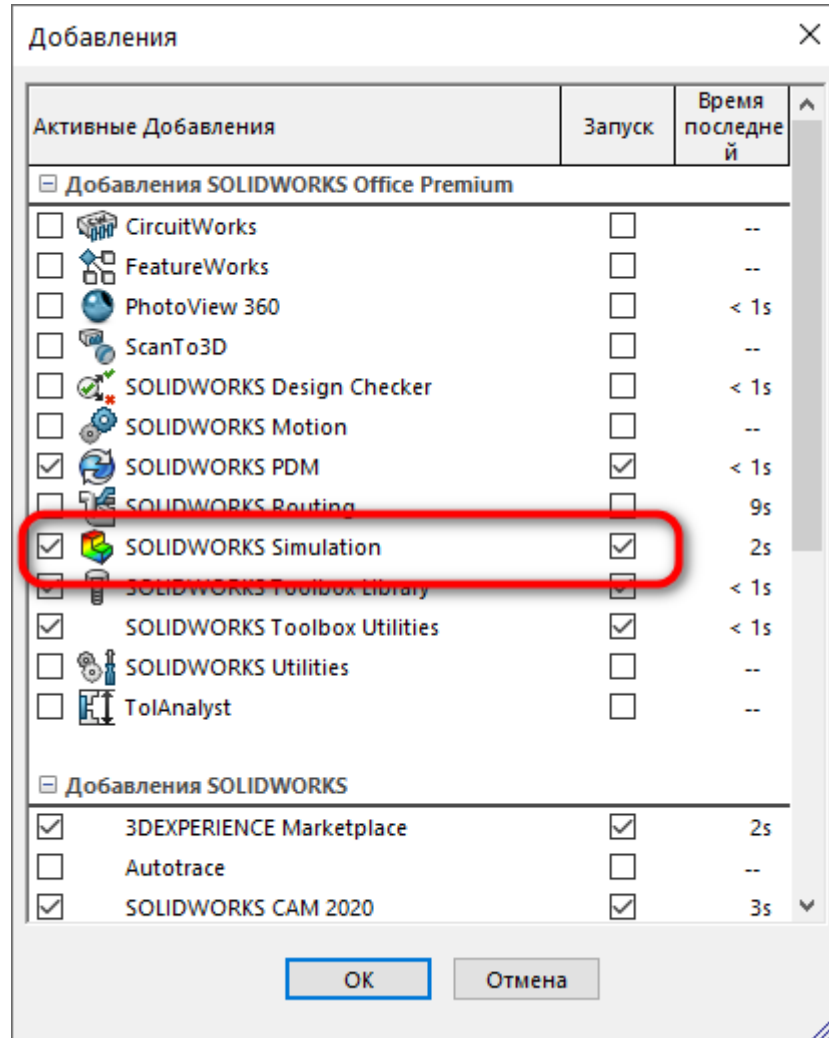 Добавления
Активные Добавления Запуск Время последне й
Добавления SOLIDWORKS Office Premium
CircuitWorks --
FeatureWorks --
PhotoView 360 < 1s
ScanTo3D --
SOLIDWORKS Design Checker < 1s
SOLIDWORKS Motion --
SOLIDWORKS PDM < 1s
SOLIDWORKS Routing 9s
SOLIDWORKS Simulation 2s
SOLIDWORKS Toolbox Library < 1s
SOLIDWORKS Toolbox Utilities < 1s
SOLIDWORKS Utilities --
TolAnalyst --
Добавления SOLIDWORKS
3DEXPERIENCE Marketplace 2s
Autotrace --
SOLIDWORKS CAM 2020 3s
OK Отмена